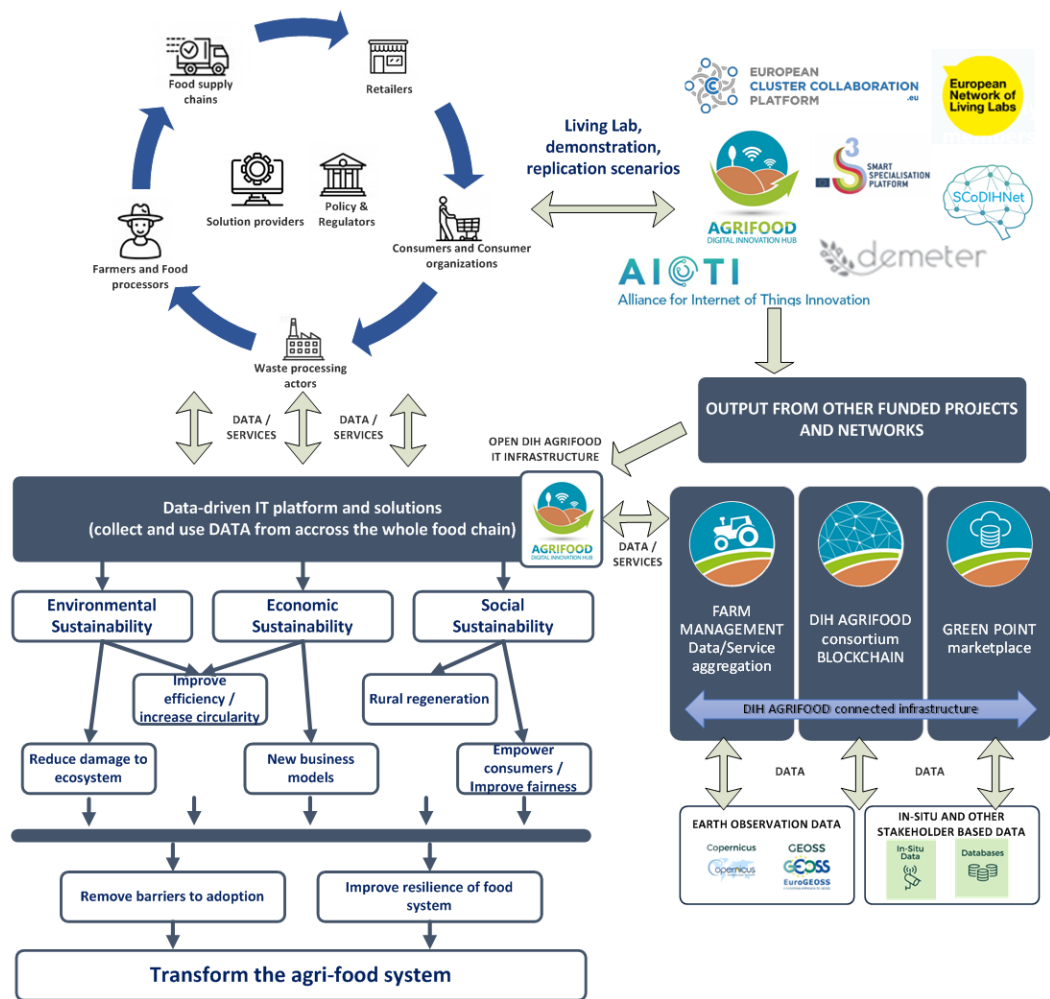 Food supply
chains
Retailers
Solution providers
Policy &
Regulators
Farmers and Food
processors
Consumers and Consumer
organizations
Waste processing
actors
Living Lab,
demonstration,
replication scenarios
EUROPEAN
CLUSTER COLLABORATION
PLATFORM
.eu
European
Network of
Living Labs
AGRIFOOD
DIGITAL INNOVATION HUB
S3
SMART
SPECIALISATION
PLATFORM
SCoDIHNet
demeter
AIOTI
Alliance for Internet of Things Innovation
DATA /
SERVICES
DATA /
SERVICES
OUTPUT FROM OTHER FUNDED PROJECTS
AND NETWORKS
OPEN DIH AGRIFOOD
IT INFRASTRUCTURE
Data-driven IT platform and solutions
(collect and use DATA from accross the whole food chain)
AGRIFOOD
DIGITAL INNOVATION HUB
DATA /
SERVICES
FARM
MANAGEMENT
Data/Service
aggregation
DIH AGRIFOOD
consortium
BLOCKCHAIN
GREEN POINT
marketplace
DIH AGRIFOOD connected infrastructure
Environmental
Sustainability
Economic
Sustainability
Social
Sustainability
Improve
efficiency /
increase circularity
Rural regeneration
Reduce damage to
ecosystem
New business
models
Empower
consumers /
Improve fairness
DATA
DATA
EARTH OBSERVATION DATA
Copernicus
GEOSS
opernicus
GEOSS
EuroGEOSS
IN-SITU AND OTHER
STAKEHOLDER BASED DATA
In-Situ
Data
Databases
Remove barriers to adoption
Improve resilience of food
system
Transform the agri-food system